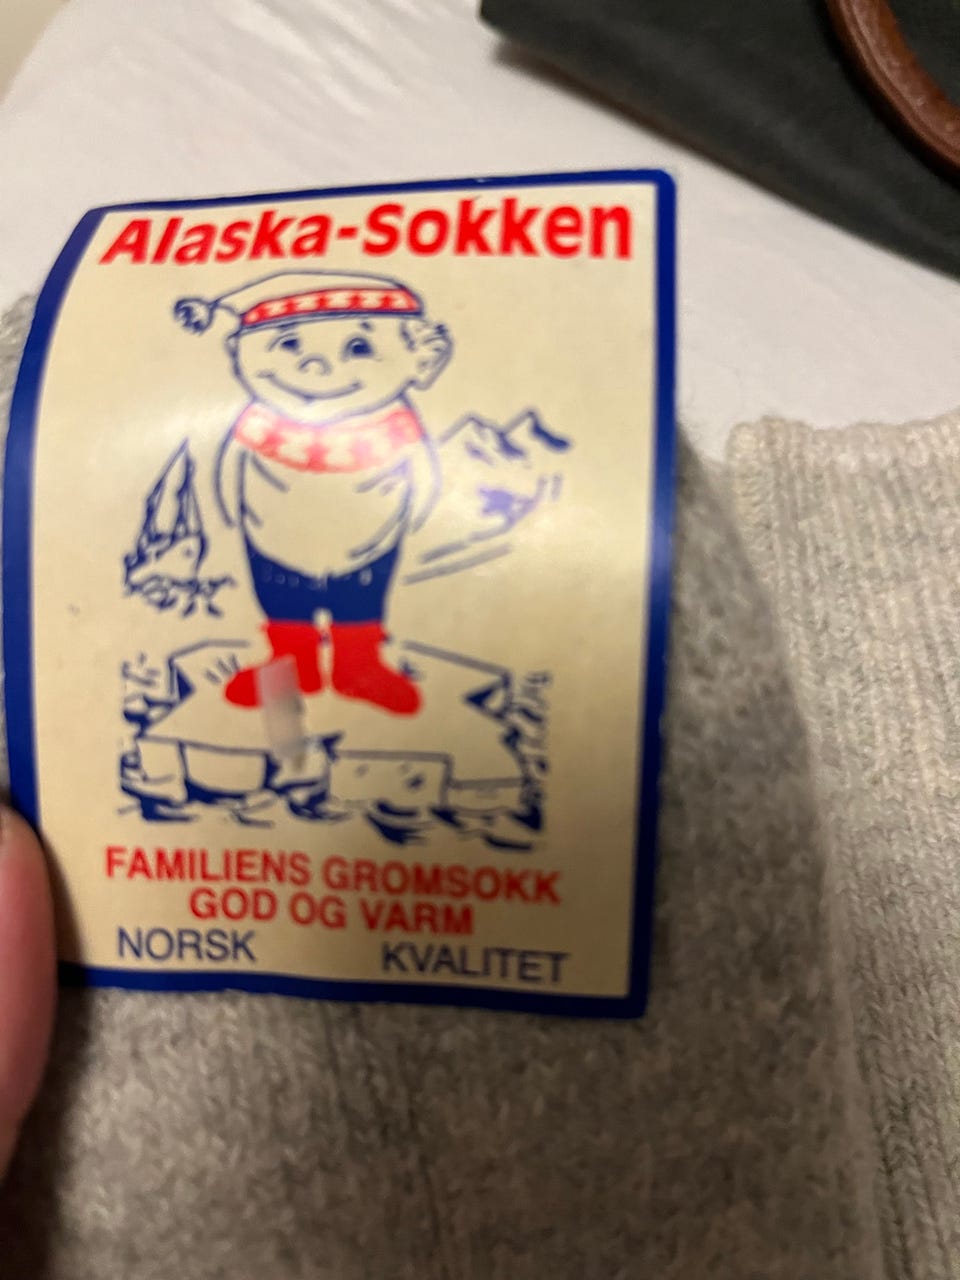 Alaska-Sokken
FAMILIENS GROMSOKK
GOD OG VARM
NORSK KVALITET